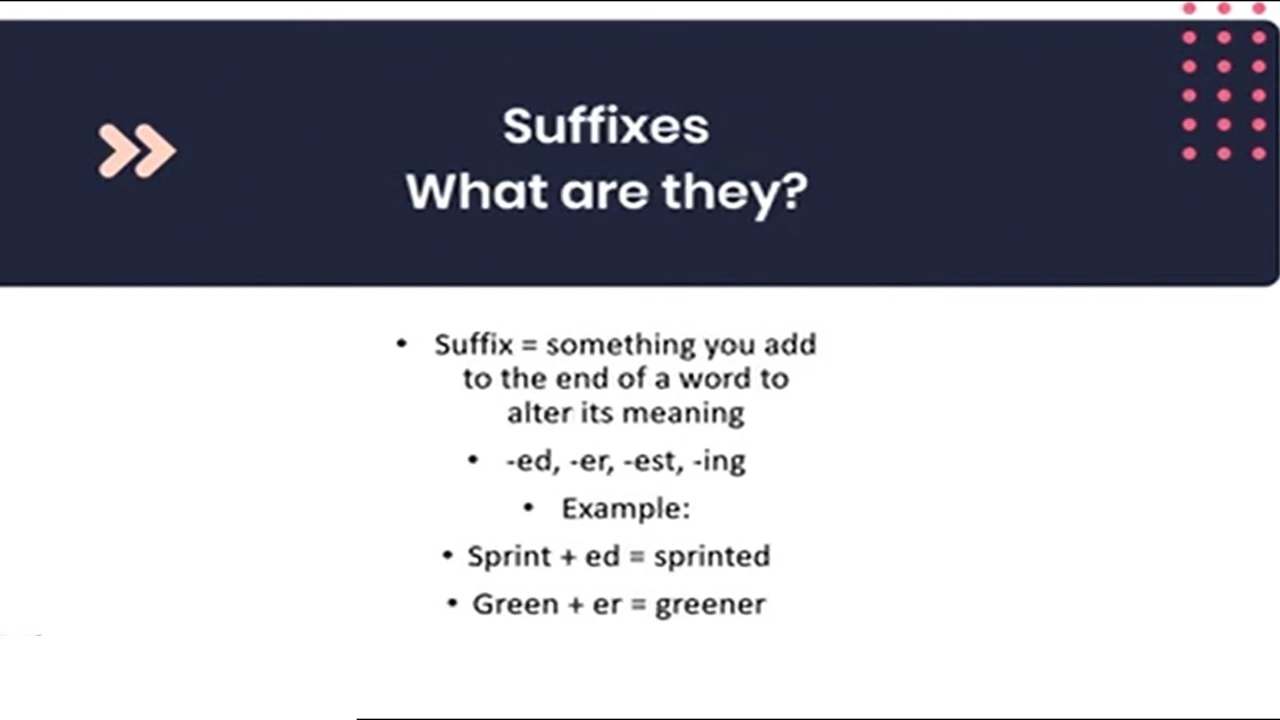 Suffixes
What are they?
• Suffix = something you add
to the end of a word to
alter its meaning
• -ed, -er, -est, -ing
• Example:
• Sprint + ed = sprinted
• Green + er = greener